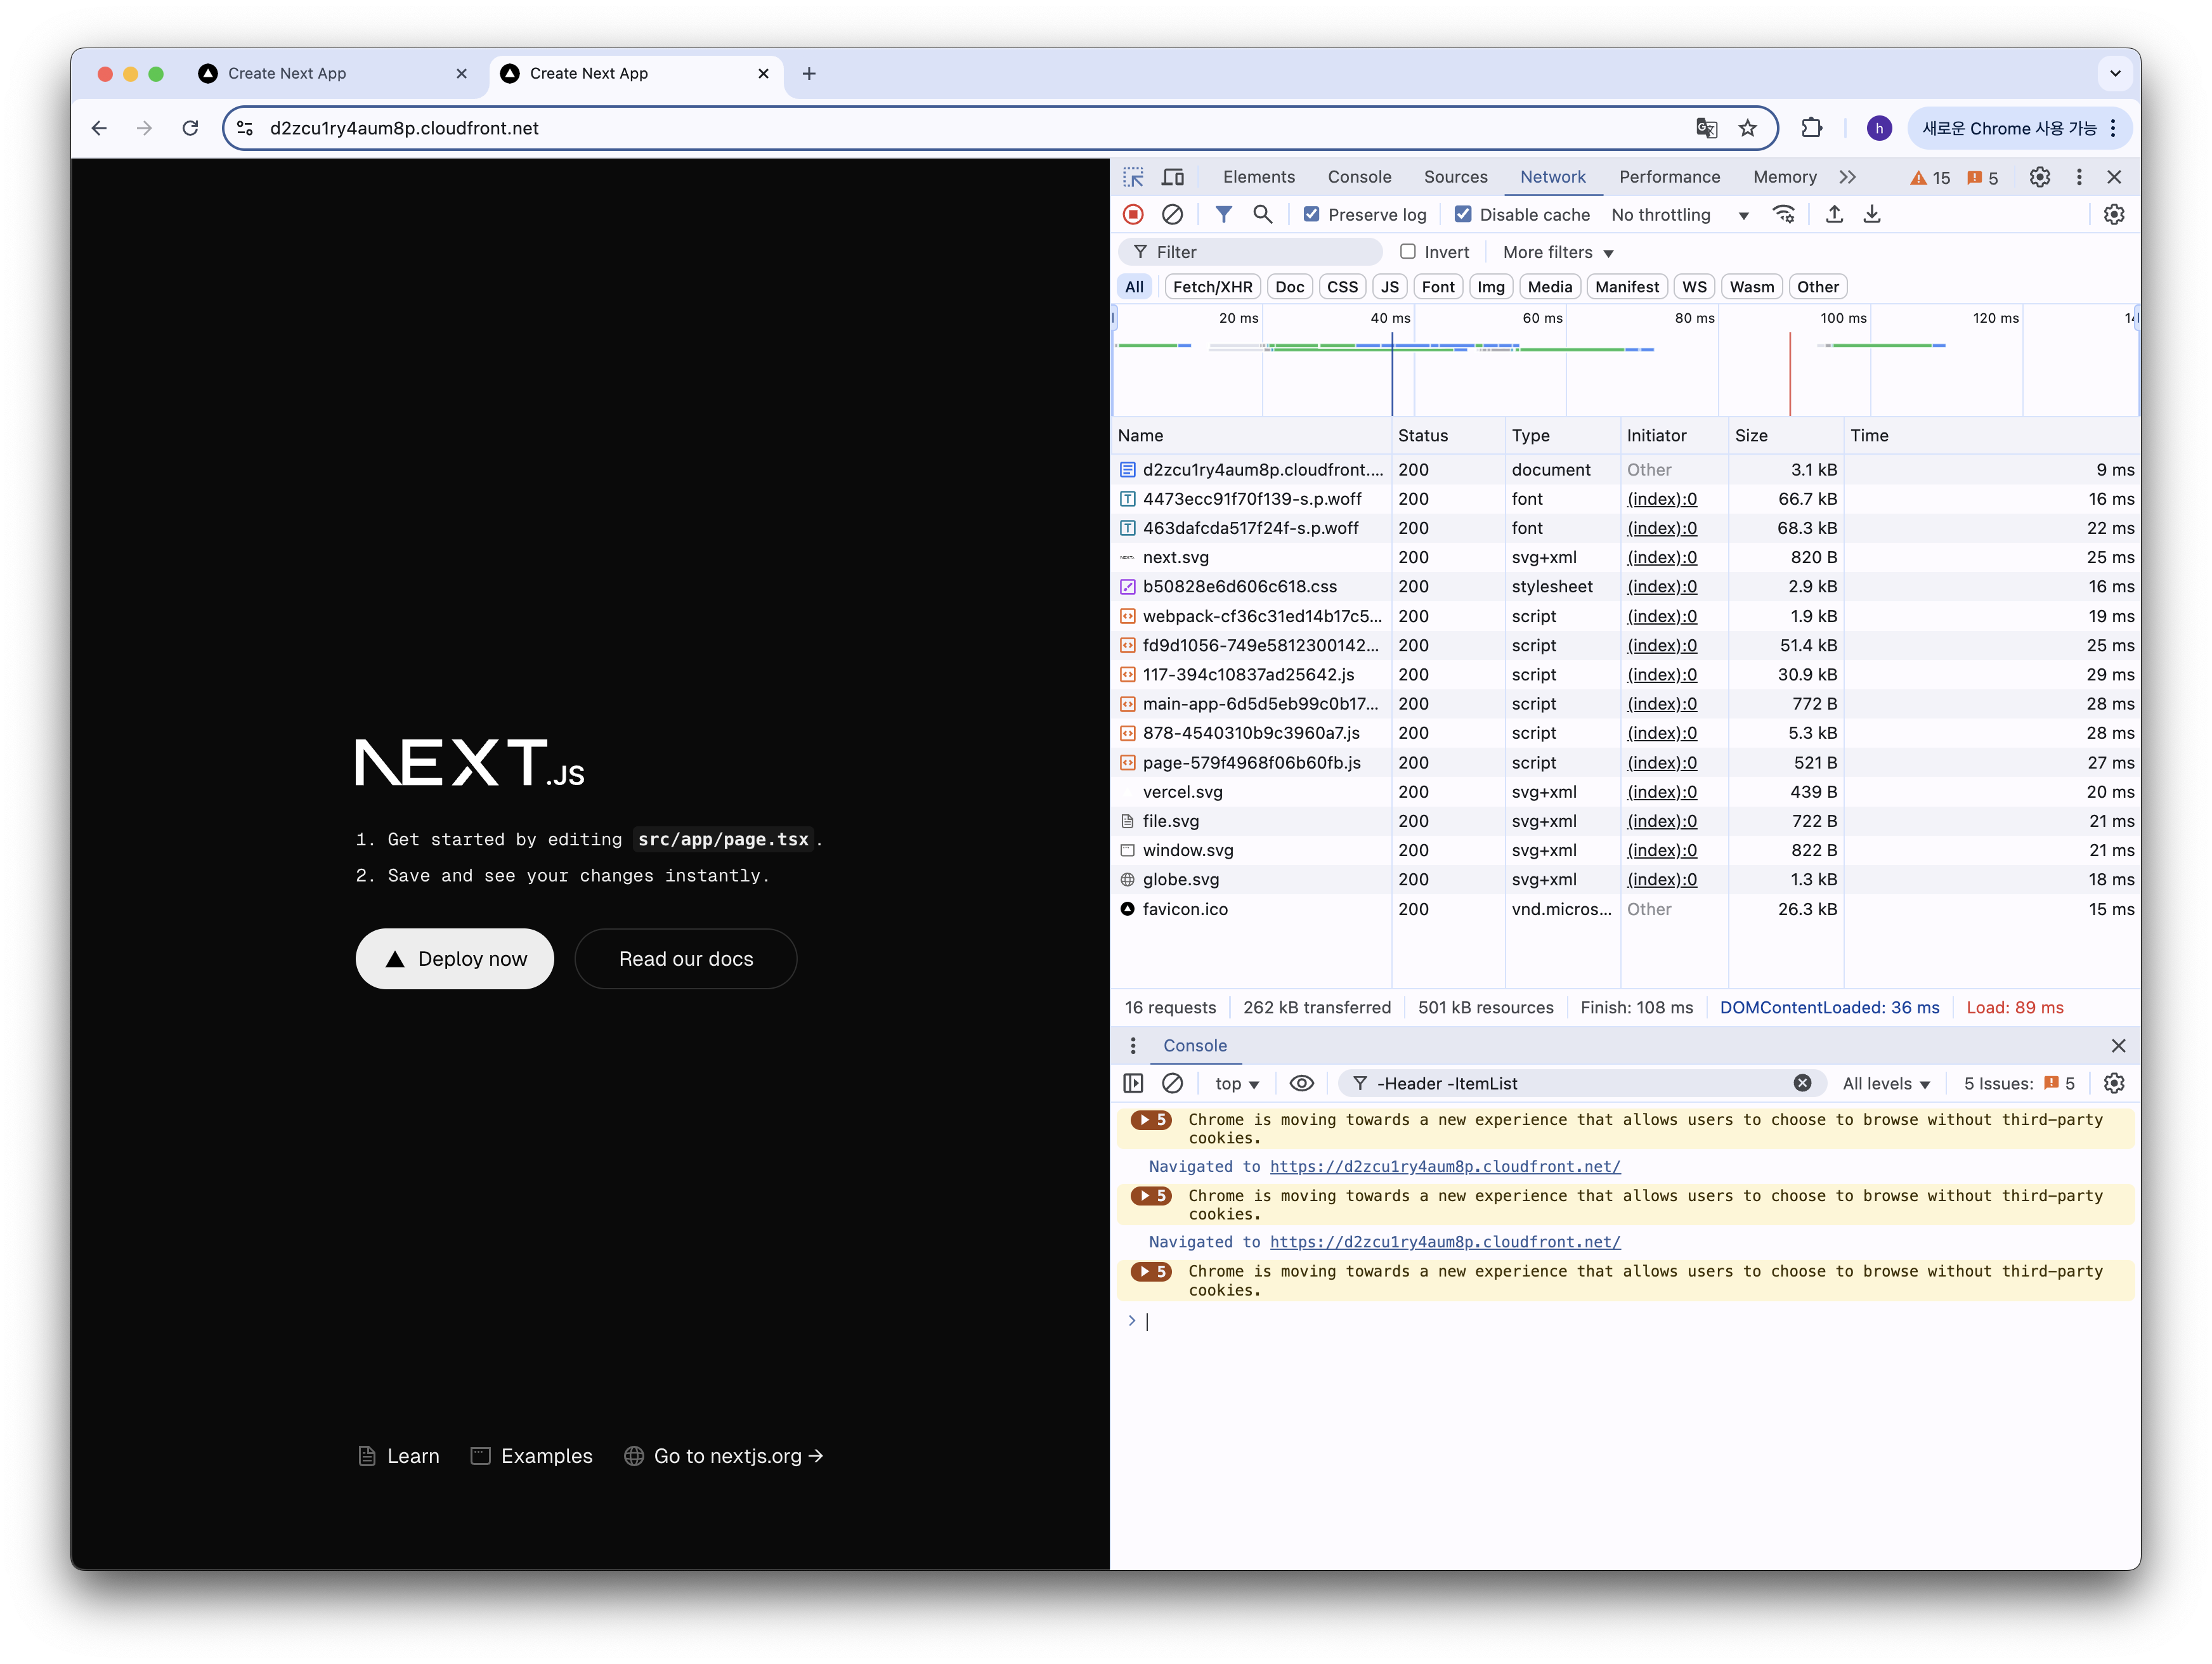 Create Next App
Create Next App
d2zcu1ry4aum8p.cloudfront.net
h
새로운 Chrome 사용 가능
NEXT.JS
1. Get started by editing src/app/page.tsx.
2. Save and see your changes instantly.
Deploy now
Read our docs
Learn
Examples
Go to nextjs.org →
Elements Console Sources Network Performance Memory 15 5
Preserve log Disable cache No throttling
Filter Invert More filters
All Fetch/XHR Doc CSS JS Font Img Media Manifest WS Wasm Other
20 ms 40 ms 60 ms 80 ms 100 ms 120 ms
Name Status Type Initiator Size Time
d2zcu1ry4aum8p.cloudfront.... 200 document Other 3.1 kB 9 ms
4473ecc91f70f139-s.p.woff 200 font (index):0 66.7 kB 16 ms
463dafcda517f24f-s.p.woff 200 font (index):0 68.3 kB 22 ms
next.svg 200 svg+xml (index):0 820 B 25 ms
b50828e6d606c618.css 200 stylesheet (index):0 2.9 kB 16 ms
webpack-cf36c31ed14b17c5... 200 script (index):0 1.9 kB 19 ms
fd9d1056-749e5812300142... 200 script (index):0 51.4 kB 25 ms
117-394c10837ad25642.js 200 script (index):0 30.9 kB 29 ms
main-app-6d5d5eb99c0b17... 200 script (index):0 772 B 28 ms
878-4540310b9c3960a7.js 200 script (index):0 5.3 kB 28 ms
page-579f4968f06b60fb.js 200 script (index):0 521 B 27 ms
vercel.svg 200 svg+xml (index):0 439 B 20 ms
file.svg 200 svg+xml (index):0 722 B 21 ms
window.svg 200 svg+xml (index):0 822 B 21 ms
globe.svg 200 svg+xml (index):0 1.3 kB 18 ms
favicon.ico 200 vnd.micros... Other 26.3 kB 15 ms
16 requests 262 kB transferred 501 kB resources Finish: 108 ms DOMContentLoaded: 36 ms Load: 89 ms
Console
top -Header -ItemList All levels 5 Issues: 5
5 Chrome is moving towards a new experience that allows users to choose to browse without third-party
cookies.
Navigated to https://d2zcu1ry4aum8p.cloudfront.net/
5 Chrome is moving towards a new experience that allows users to choose to browse without third-party
cookies.
Navigated to https://d2zcu1ry4aum8p.cloudfront.net/
5 Chrome is moving towards a new experience that allows users to choose to browse without third-party
cookies.